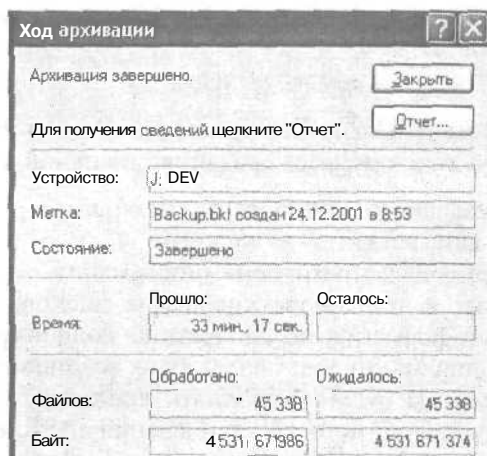 Ход архивации
Архивация завершено.
Закрыть
Для получения сведений щелкните "Отчет".
Отчет...
Устройство: J: DEV
Метка: Backup.bkf создан 24.12.2001 в 8:53
Состояние: Завершено
Прошло: Осталось:
Время: 33 мин., 17 сек.
Обработано: Ожидалось:
Файлов: 45 338 45 338
Байт: 4 531 671 986 4 531 671 374